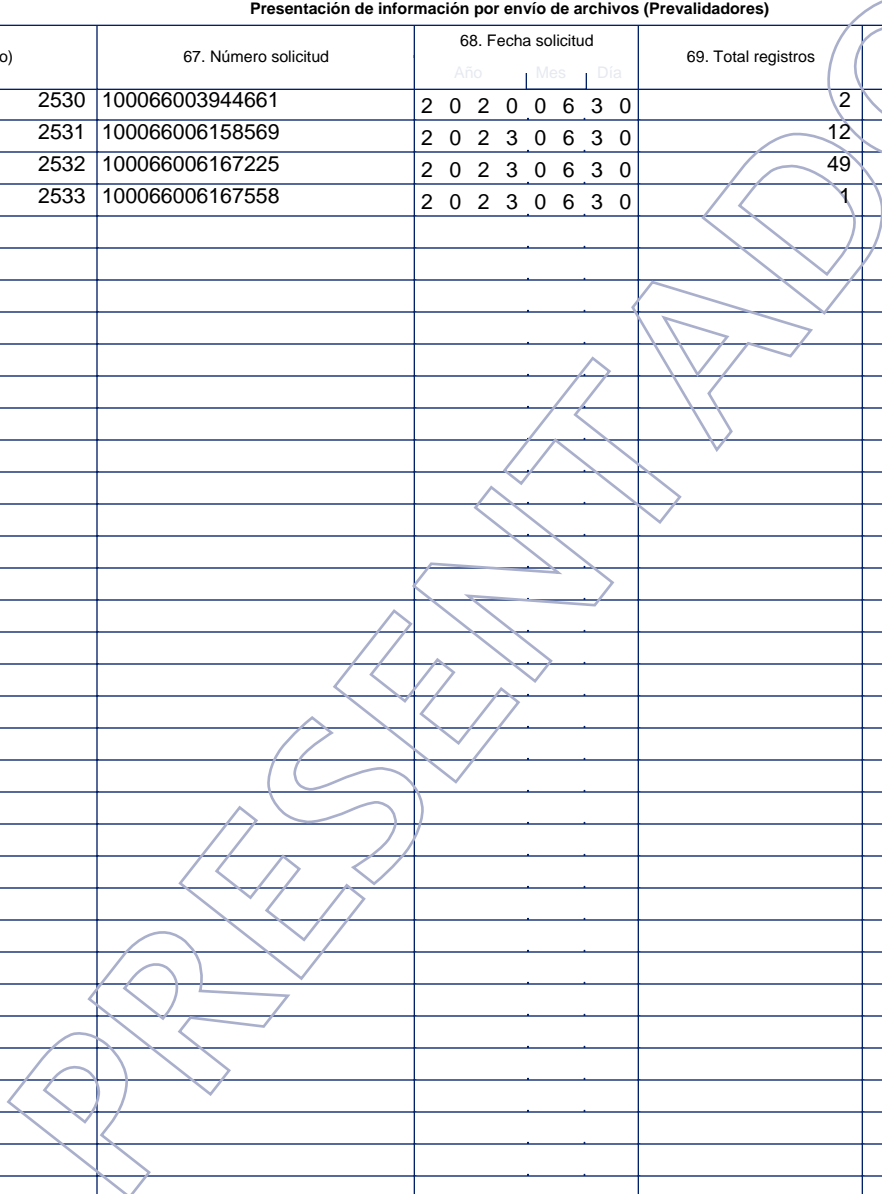 Presentación de información por envío de archivos (Prevalidadores)
o) 67. Número solicitud 68. Fecha solicitud 69. Total registros
Año Mes Día
2530 100066003944661 2 0 2 0 0 6 3 0 2
2531 100066006158569 2 0 2 3 0 6 3 0 12
2532 100066006167225 2 0 2 3 0 6 3 0 49
2533 100066006167558 2 0 2 3 0 6 3 0 1
PRESENTADO